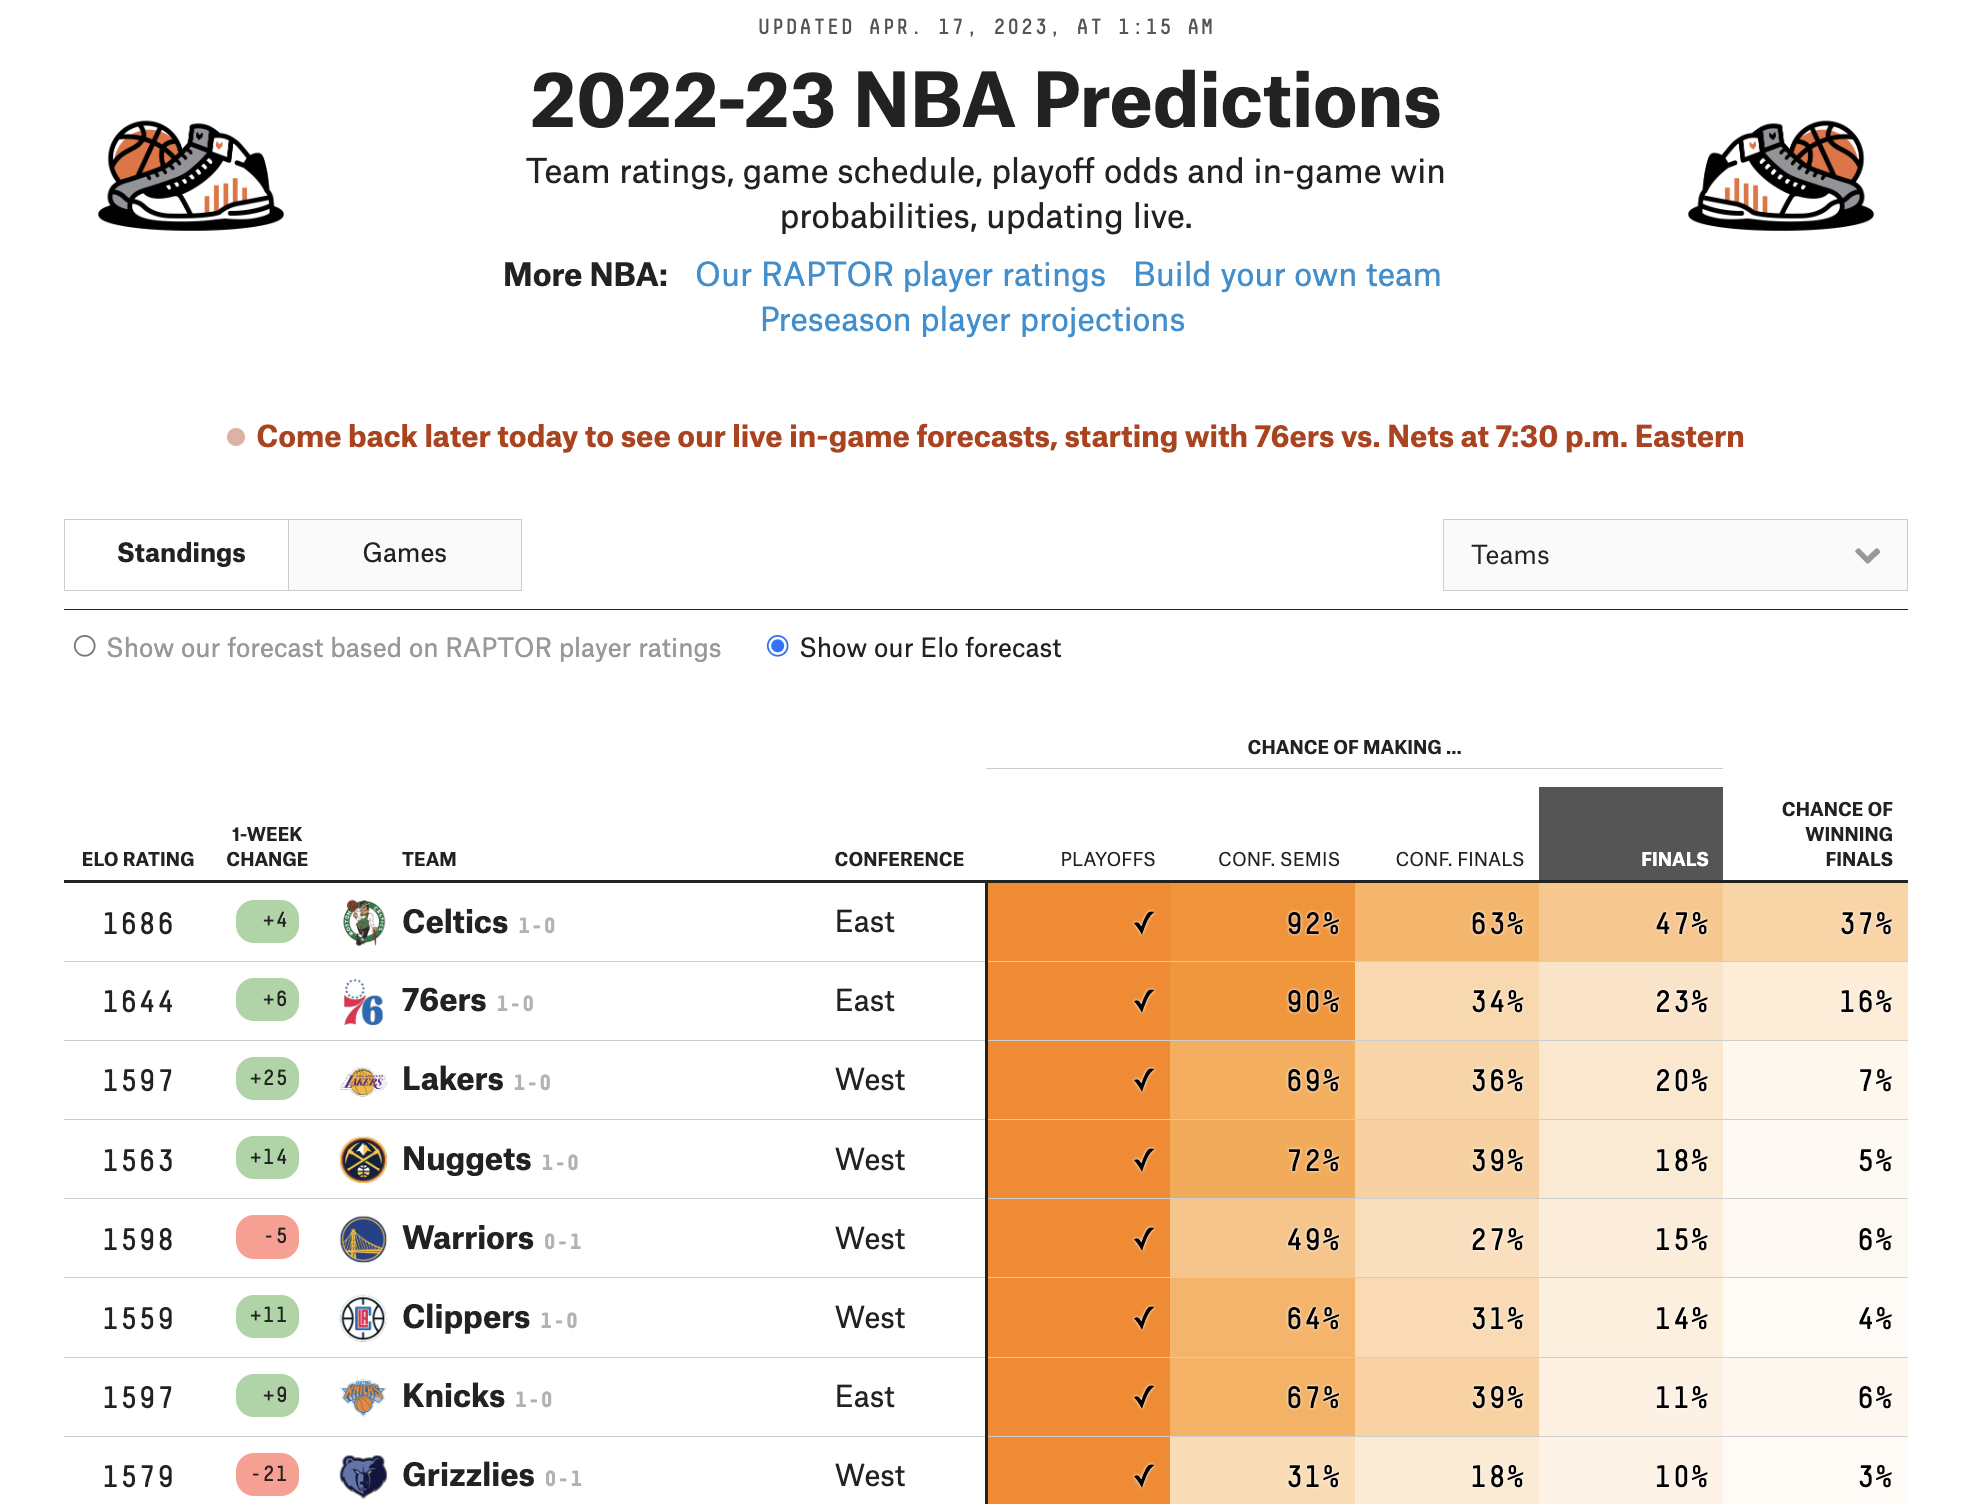 UPDATED APR. 17, 2023, AT 1:15 AM
2022-23 NBA Predictions
Team ratings, game schedule, playoff odds and in-game win
probabilities, updating live.
More NBA: Our RAPTOR player ratings Build your own team
Preseason player projections
Come back later today to see our live in-game forecasts, starting with 76ers vs. Nets at 7:30 p.m. Eastern
Standings Games Teams
Show our forecast based on RAPTOR player ratings Show our Elo forecast
CHANCE OF MAKING ...
ELO RATING 1-WEEK CHANGE TEAM CONFERENCE PLAYOFFS CONF. SEMIS CONF. FINALS FINALS CHANCE OF WINNING FINALS
1686 +4 Celtics 1-0 East ✓ 92% 63% 47% 37%
1644 +6 76 76ers 1-0 East ✓ 90% 34% 23% 16%
1597 +25 LAKERS Lakers 1-0 West ✓ 69% 36% 20% 7%
1563 +14 Nuggets 1-0 West ✓ 72% 39% 18% 5%
1598 -5 Warriors 0-1 West ✓ 49% 27% 15% 6%
1559 +11 Clippers 1-0 West ✓ 64% 31% 14% 4%
1597 +9 KNICKS Knicks 1-0 East ✓ 67% 39% 11% 6%
1579 -21 Grizzlies 0-1 West ✓ 31% 18% 10% 3%